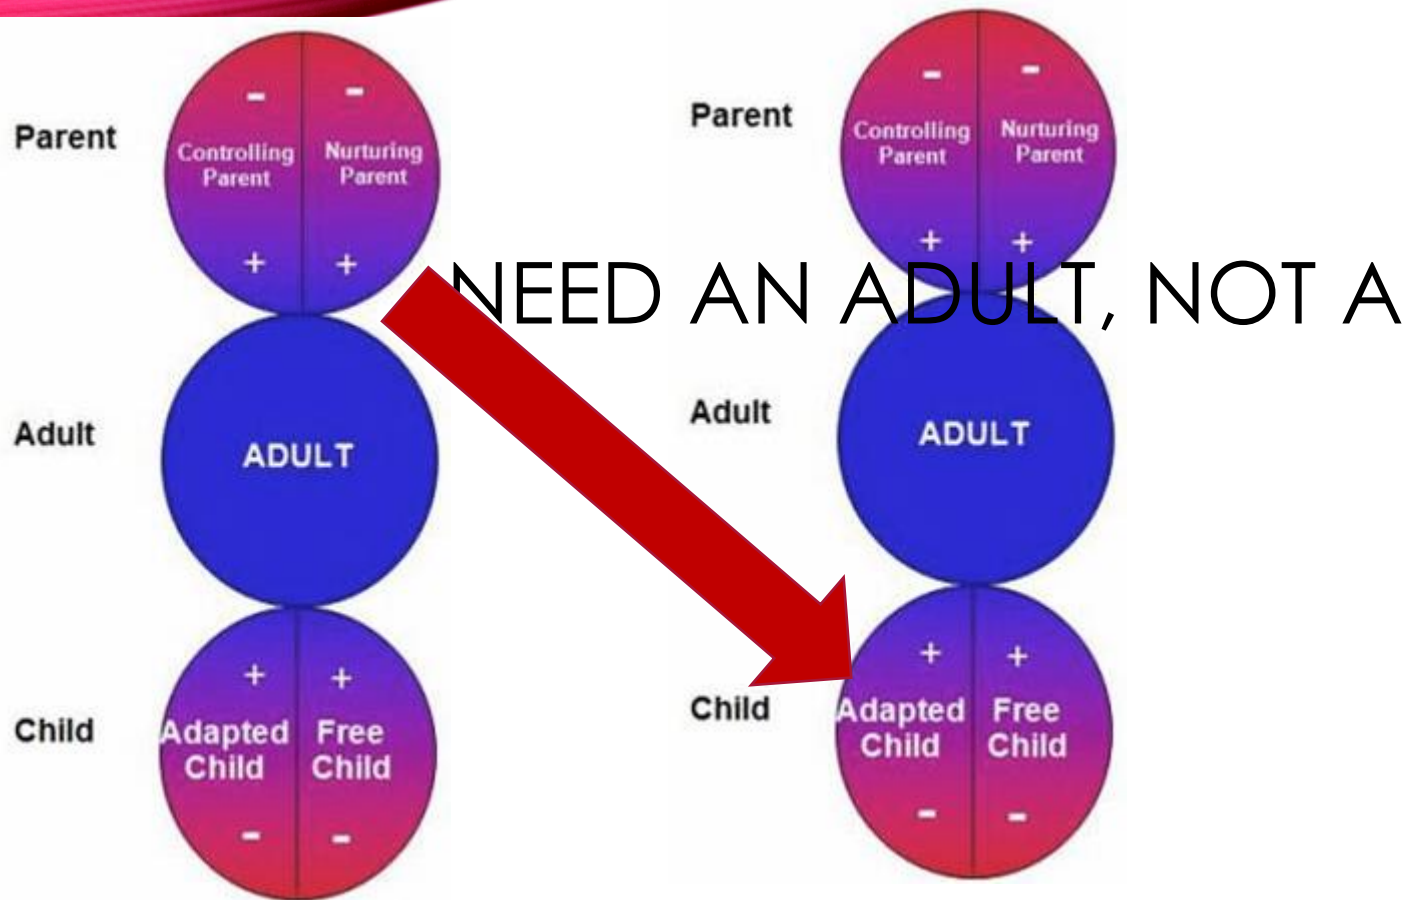 NEED AN ADULT, NOT A
Parent
-
-
Controlling
Parent
Nurturing
Parent
+
+
Adult
ADULT
Child
+
+
Adapted
Child
Free
Child
-
-
Parent
-
-
Controlling
Parent
Nurturing
Parent
+
+
Adult
ADULT
Child
+
+
Adapted
Child
Free
Child
-
-